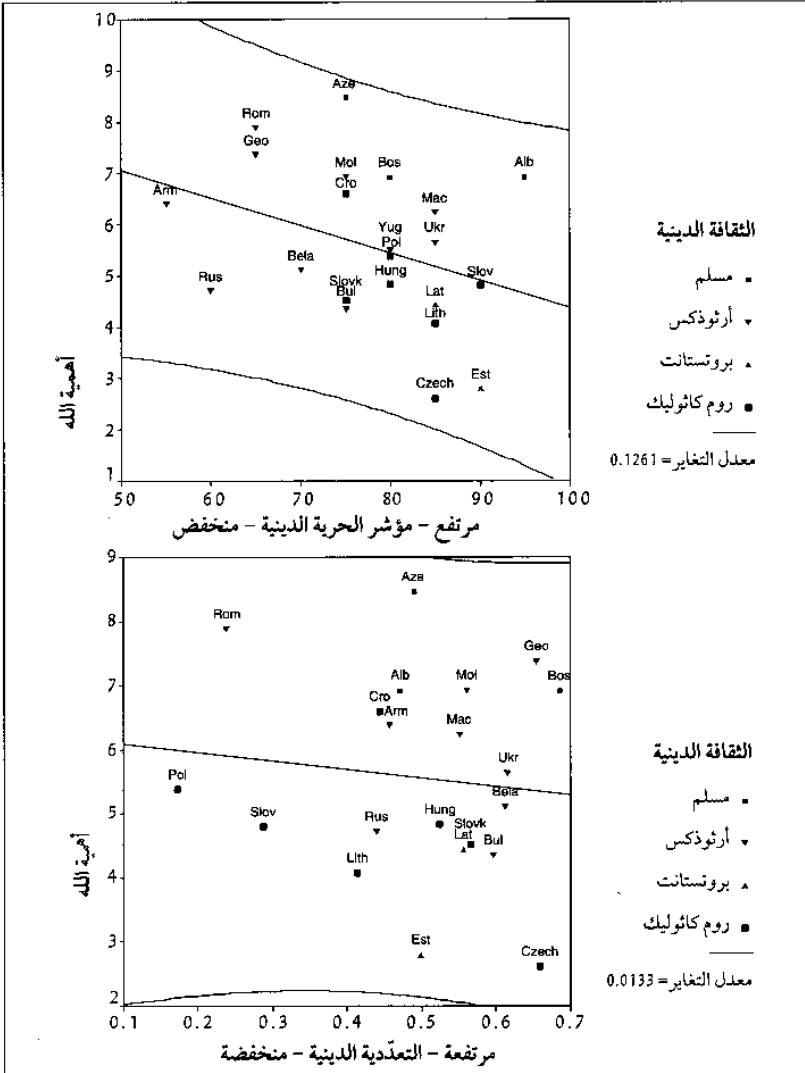 10
9
8
7
6
5
4
3
2
1
أهمية الله
Aze
Rom
Geo
Mol
Bos
Alb
Cro
Arm
Mac
Yug
Ukr
Pol
Bela
Slovk
Hung
Slov
Rus
Bul
Lat
Lith
Czech
Est
50 60 70 80 90 100
مرتفع - مؤشر الحرية الدينية - منخفض
الثقافة الدينية
مسلم
أرثوذكس
بروتستانت
روم كاثوليك
معدل التغاير = 0.1261
9
8
7
6
5
4
3
2
أهمية الله
Aze
Rom
Geo
Alb
Mol
Bos
Cro
Arm
Mac
Ukr
Pol
Bela
Slov
Rus
Hung
Slovk
Lat
Bul
Lith
Est
Czech
0.1 0.2 0.3 0.4 0.5 0.6 0.7
مرتفعة - التعدّدية الدينية - منخفضة
الثقافة الدينية
مسلم
أرثوذكس
بروتستانت
روم كاثوليك
معدل التغاير = 0.0133